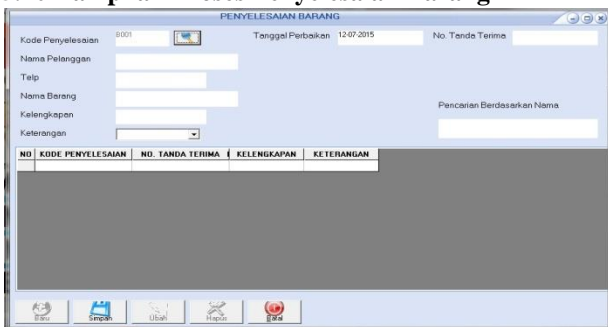 PENYELESAIAN BARANG
Kode Penyelesaian B001 Tanggal Perbaikan 12-07-2015 No. Tanda Terima
Nama Pelanggan
Telp
Nama Barang
Pencarian Berdasarkan Nama
Kelengkapan
Keterangan
NO KODE PENYELESAIAN NO. TANDA TERIMA KELENGKAPAN KETERANGAN
Baru Simpan Ubah Hapus Batal